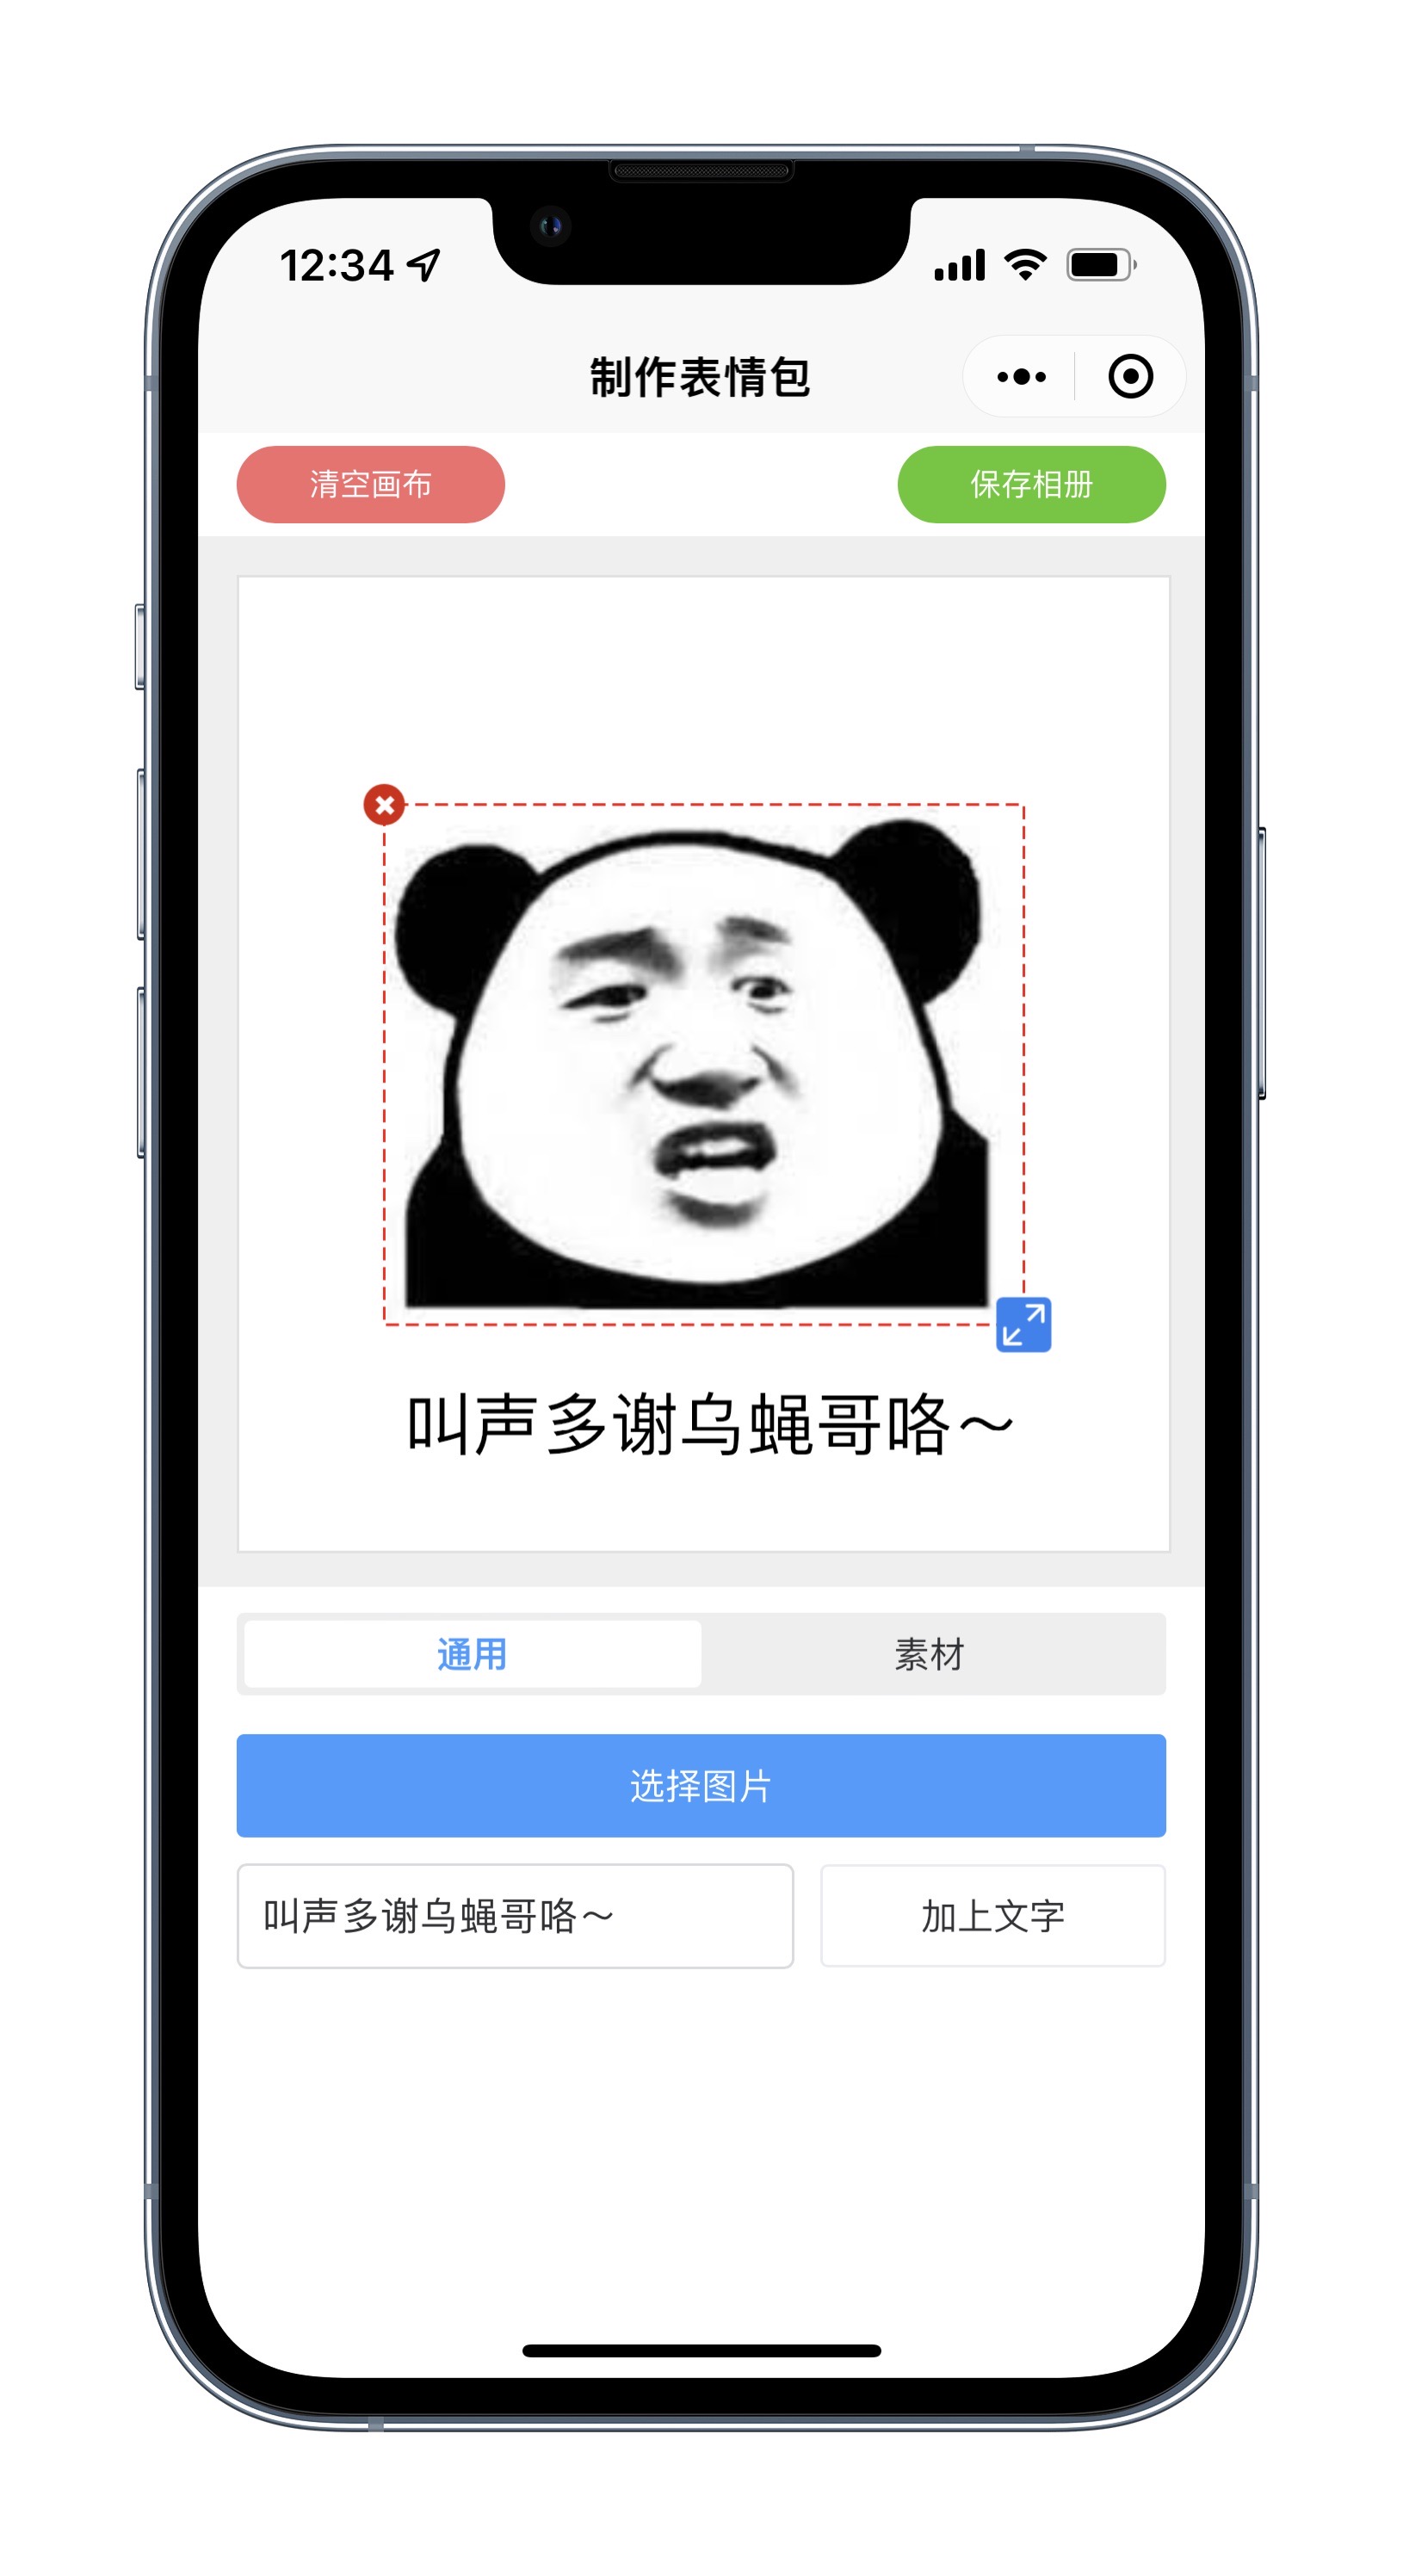 12:34
制作表情包
清空画布
保存相册
叫声多谢乌蝇哥咯～
通用
素材
选择图片
叫声多谢乌蝇哥咯～
加上文字